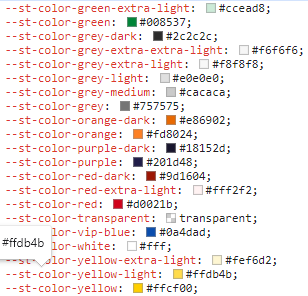 --st-color-green-extra-light: #ccead8;
--st-color-green: #008537;
--st-color-grey-dark: #2c2c2c;
--st-color-grey-extra-extra-light: #f6f6f6;
--st-color-grey-extra-light: #f8f8f8;
--st-color-grey-light: #e0e0e0;
--st-color-grey-medium: #cacaca;
--st-color-grey: #757575;
--st-color-orange-dark: #e86902;
--st-color-orange: #fd8024;
--st-color-purple-dark: #18152d;
--st-color-purple: #201d48;
--st-color-red-dark: #9d1604;
--st-color-red-extra-light: #fff2f2;
--st-color-red: #d0021b;
--st-color-transparent: transparent;
color-vip-blue: #0a4dad;
#ffdb4b
color-white: #fff;
--st-color-yellow-extra-light: #fef6d2;
--st-color-yellow-light: #ffdb4b;
--st-color-yellow: #ffcf00;